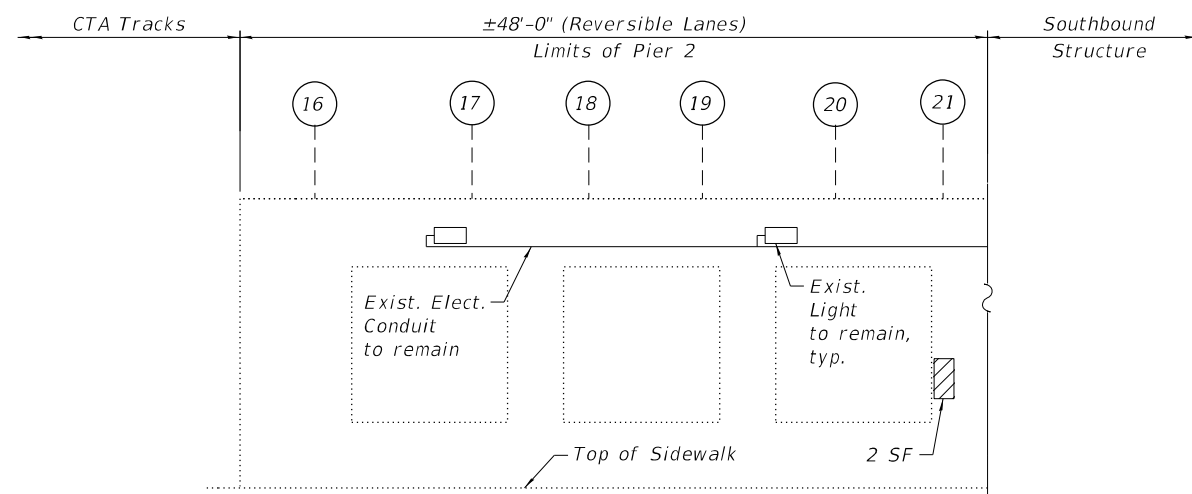 CTA Tracks
±48'-0" (Reversible Lanes)
Limits of Pier 2
Southbound
Structure
16
17
18
19
20
21
Exist. Elect.
Conduit
to remain
Exist.
Light
to remain,
typ.
Top of Sidewalk
2 SF